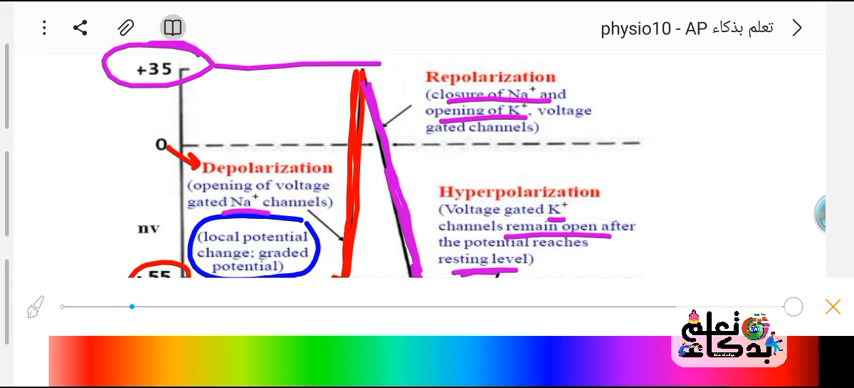 physio10 - AP تعلم بذكاء
+35
Repolarization
(closure of Na+ and
opening of K+, voltage
gated channels)
0
Depolarization
(opening of voltage
gated Na+ channels)
Hyperpolarization
(Voltage gated K+
channels remain open after
the potential reaches
resting level)
nv
(local potential
change; graded
potential)
55
تعلم
بذكاء